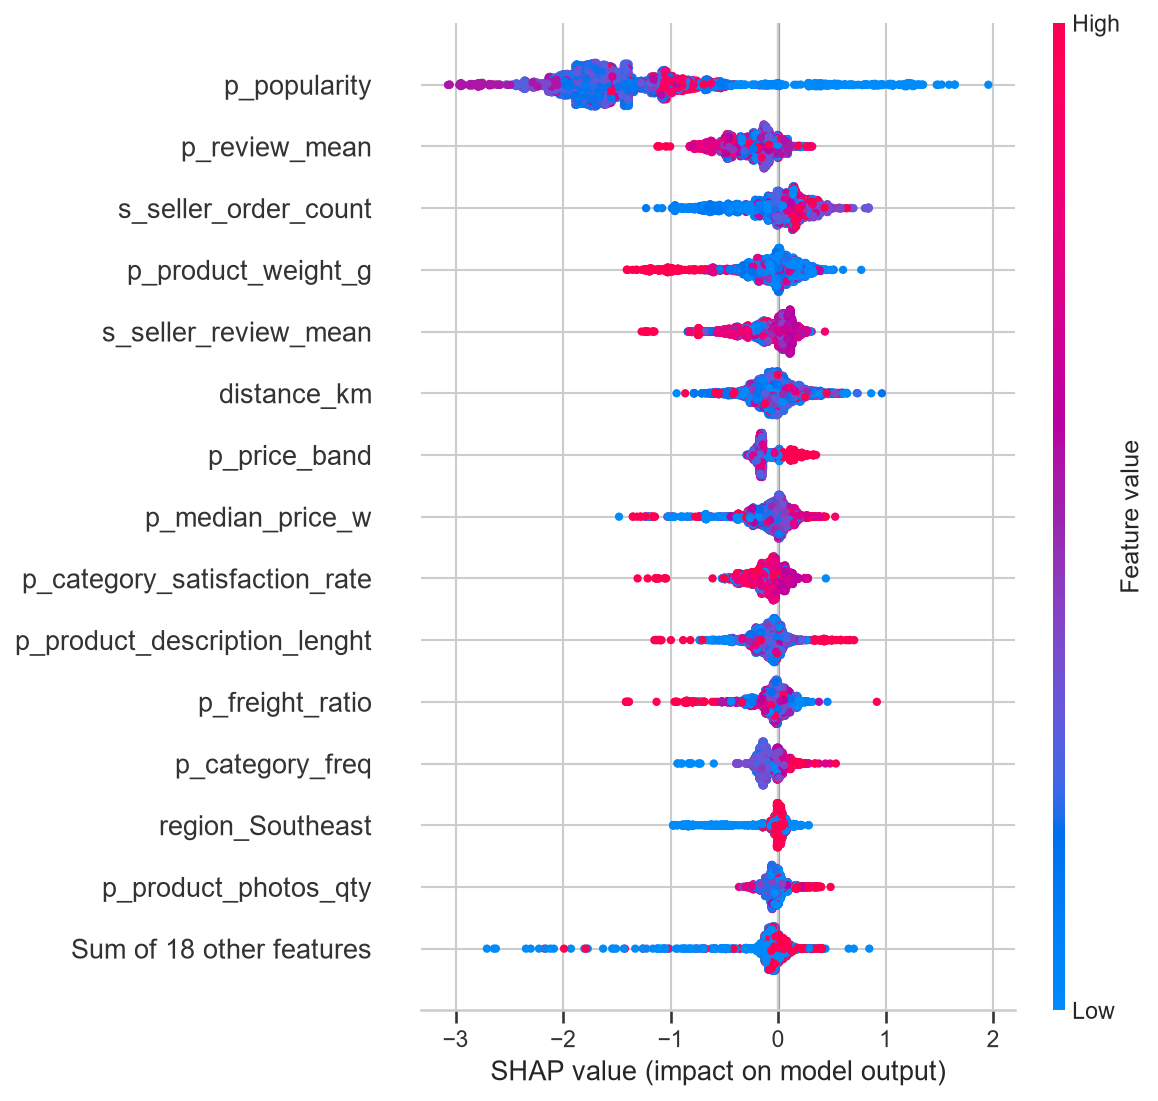 High
p_popularity
p_review_mean
s_seller_order_count
p_product_weight_g
s_seller_review_mean
distance_km
p_price_band
p_median_price_w
p_category_satisfaction_rate
p_product_description_lenght
p_freight_ratio
p_category_freq
region_Southeast
p_product_photos_qty
Sum of 18 other features
Feature value
Low
−3 −2 −1 0 1 2
SHAP value (impact on model output)